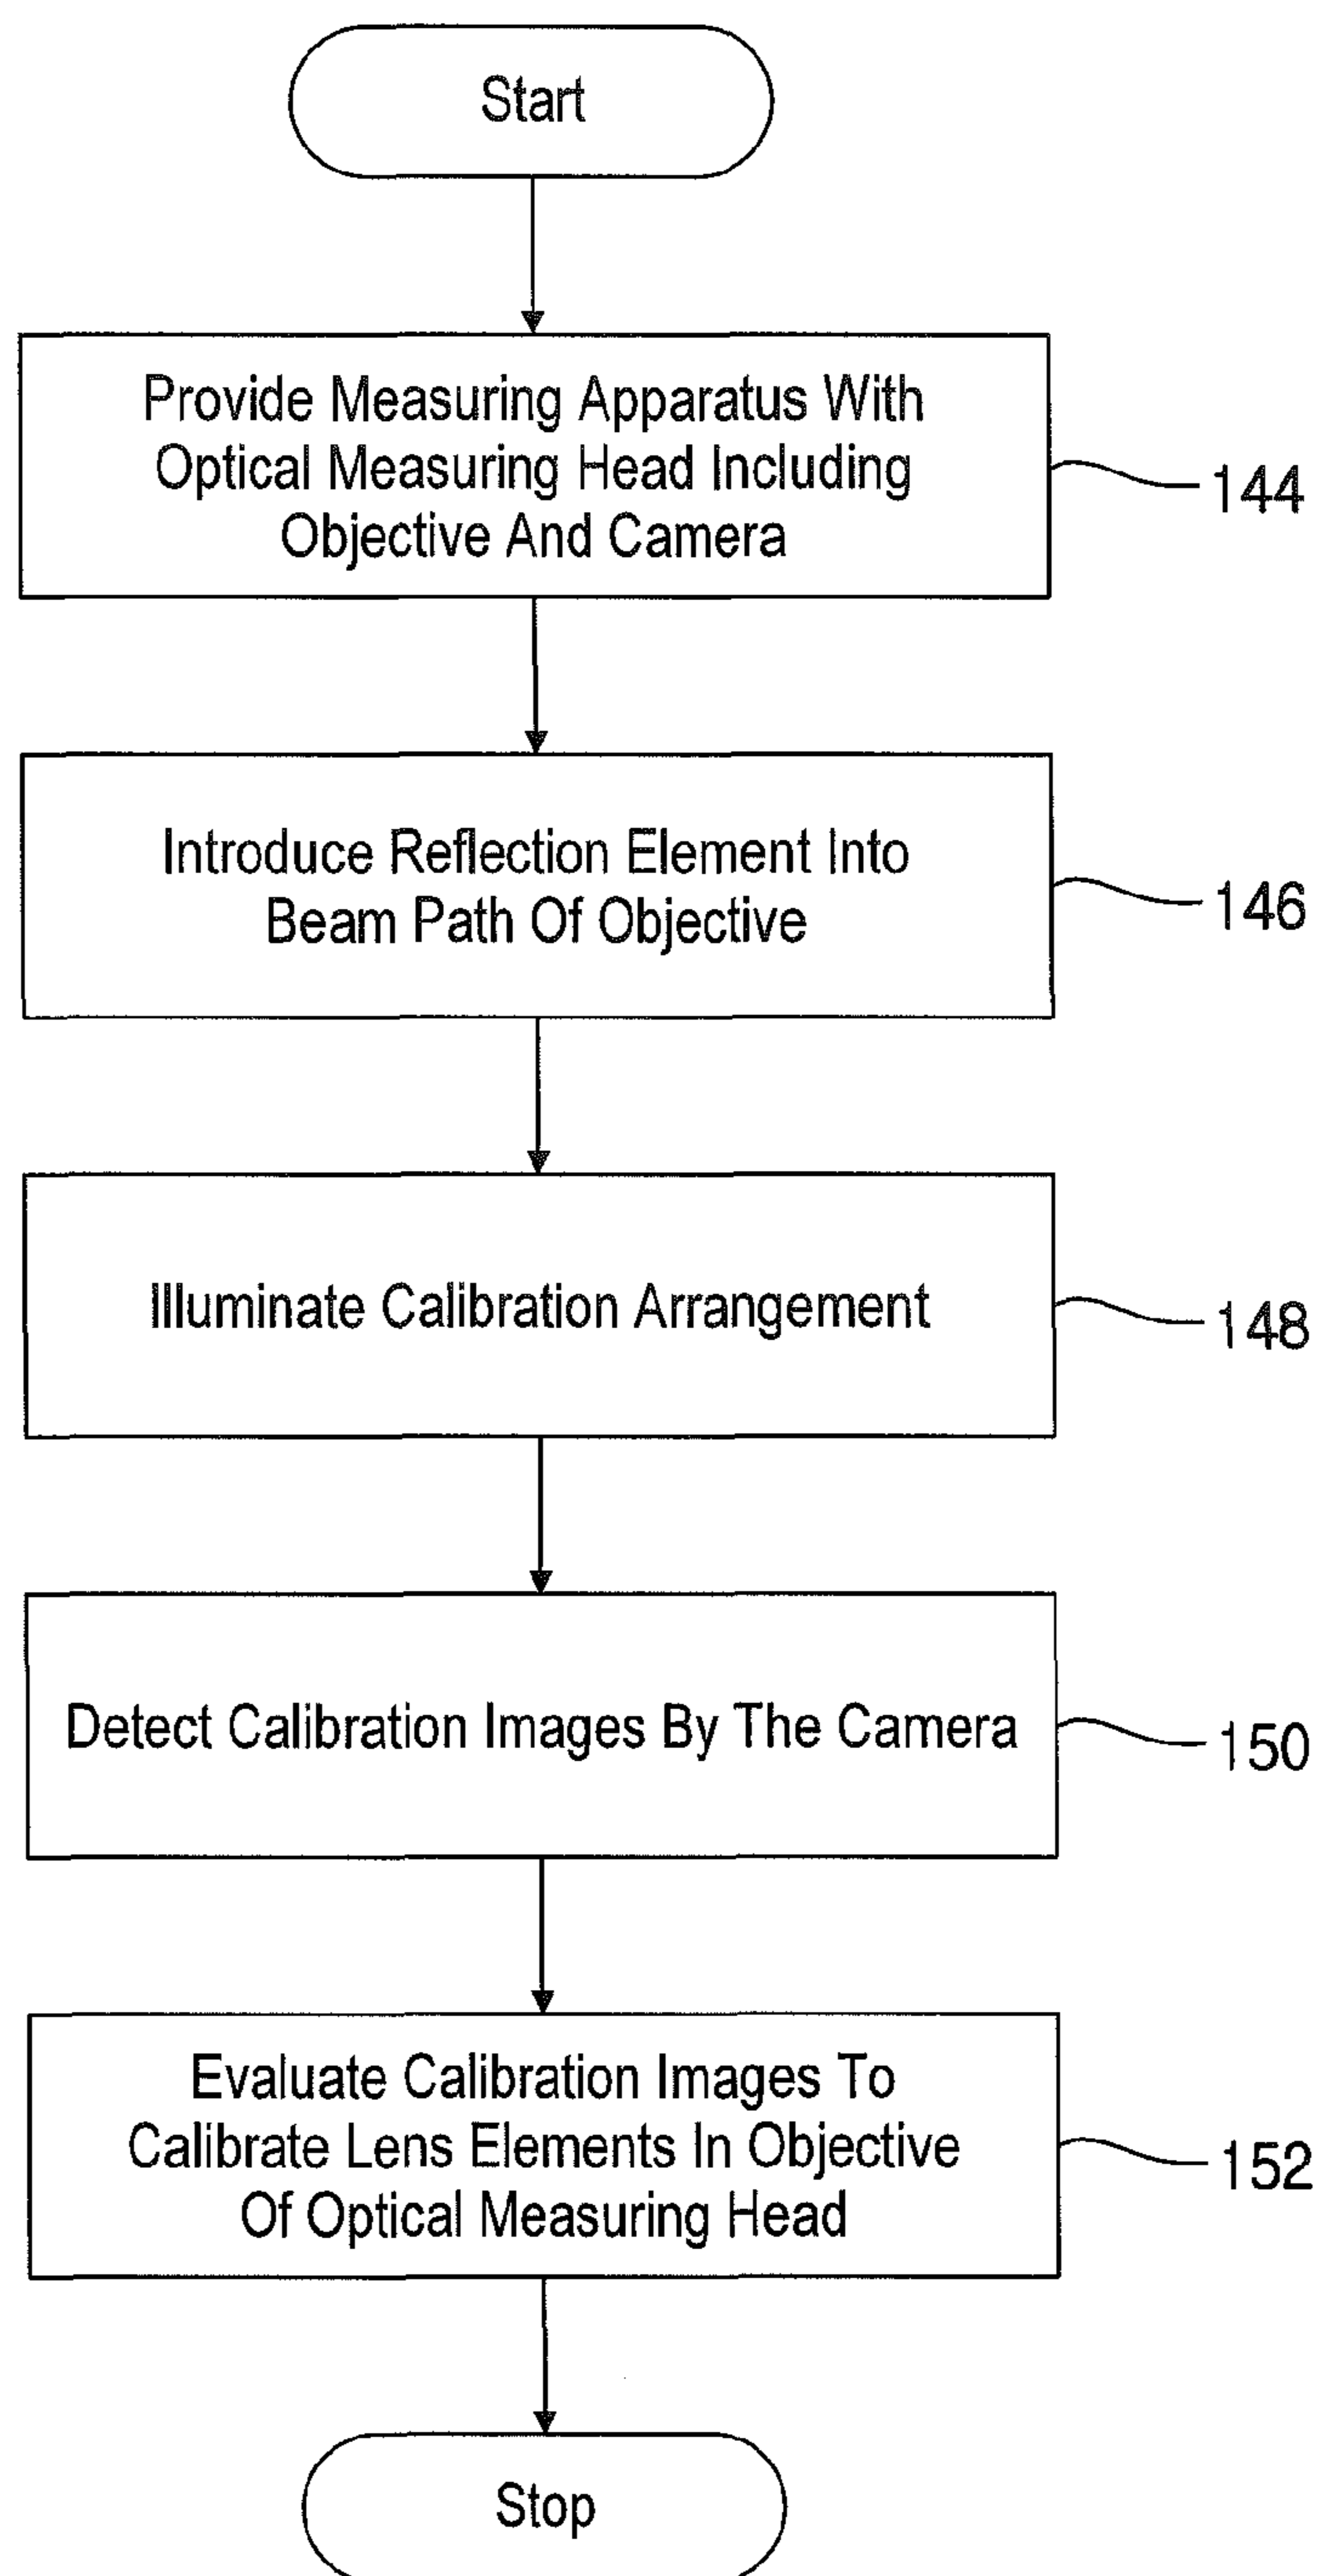 Start
Provide Measuring Apparatus With
Optical Measuring Head Including
Objective And Camera
144
Introduce Reflection Element Into
Beam Path Of Objective
146
Illuminate Calibration Arrangement
148
Detect Calibration Images By The Camera
150
Evaluate Calibration Images To
Calibrate Lens Elements In Objective
Of Optical Measuring Head
152
Stop